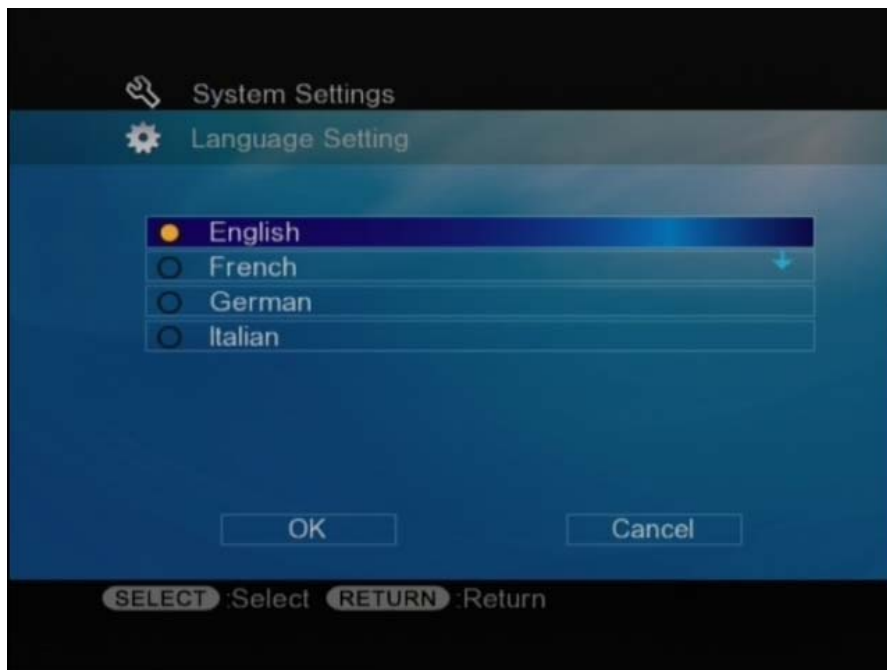 System Settings
Language Setting
English
French
German
Italian
OK Cancel
SELECT :Select RETURN :Return